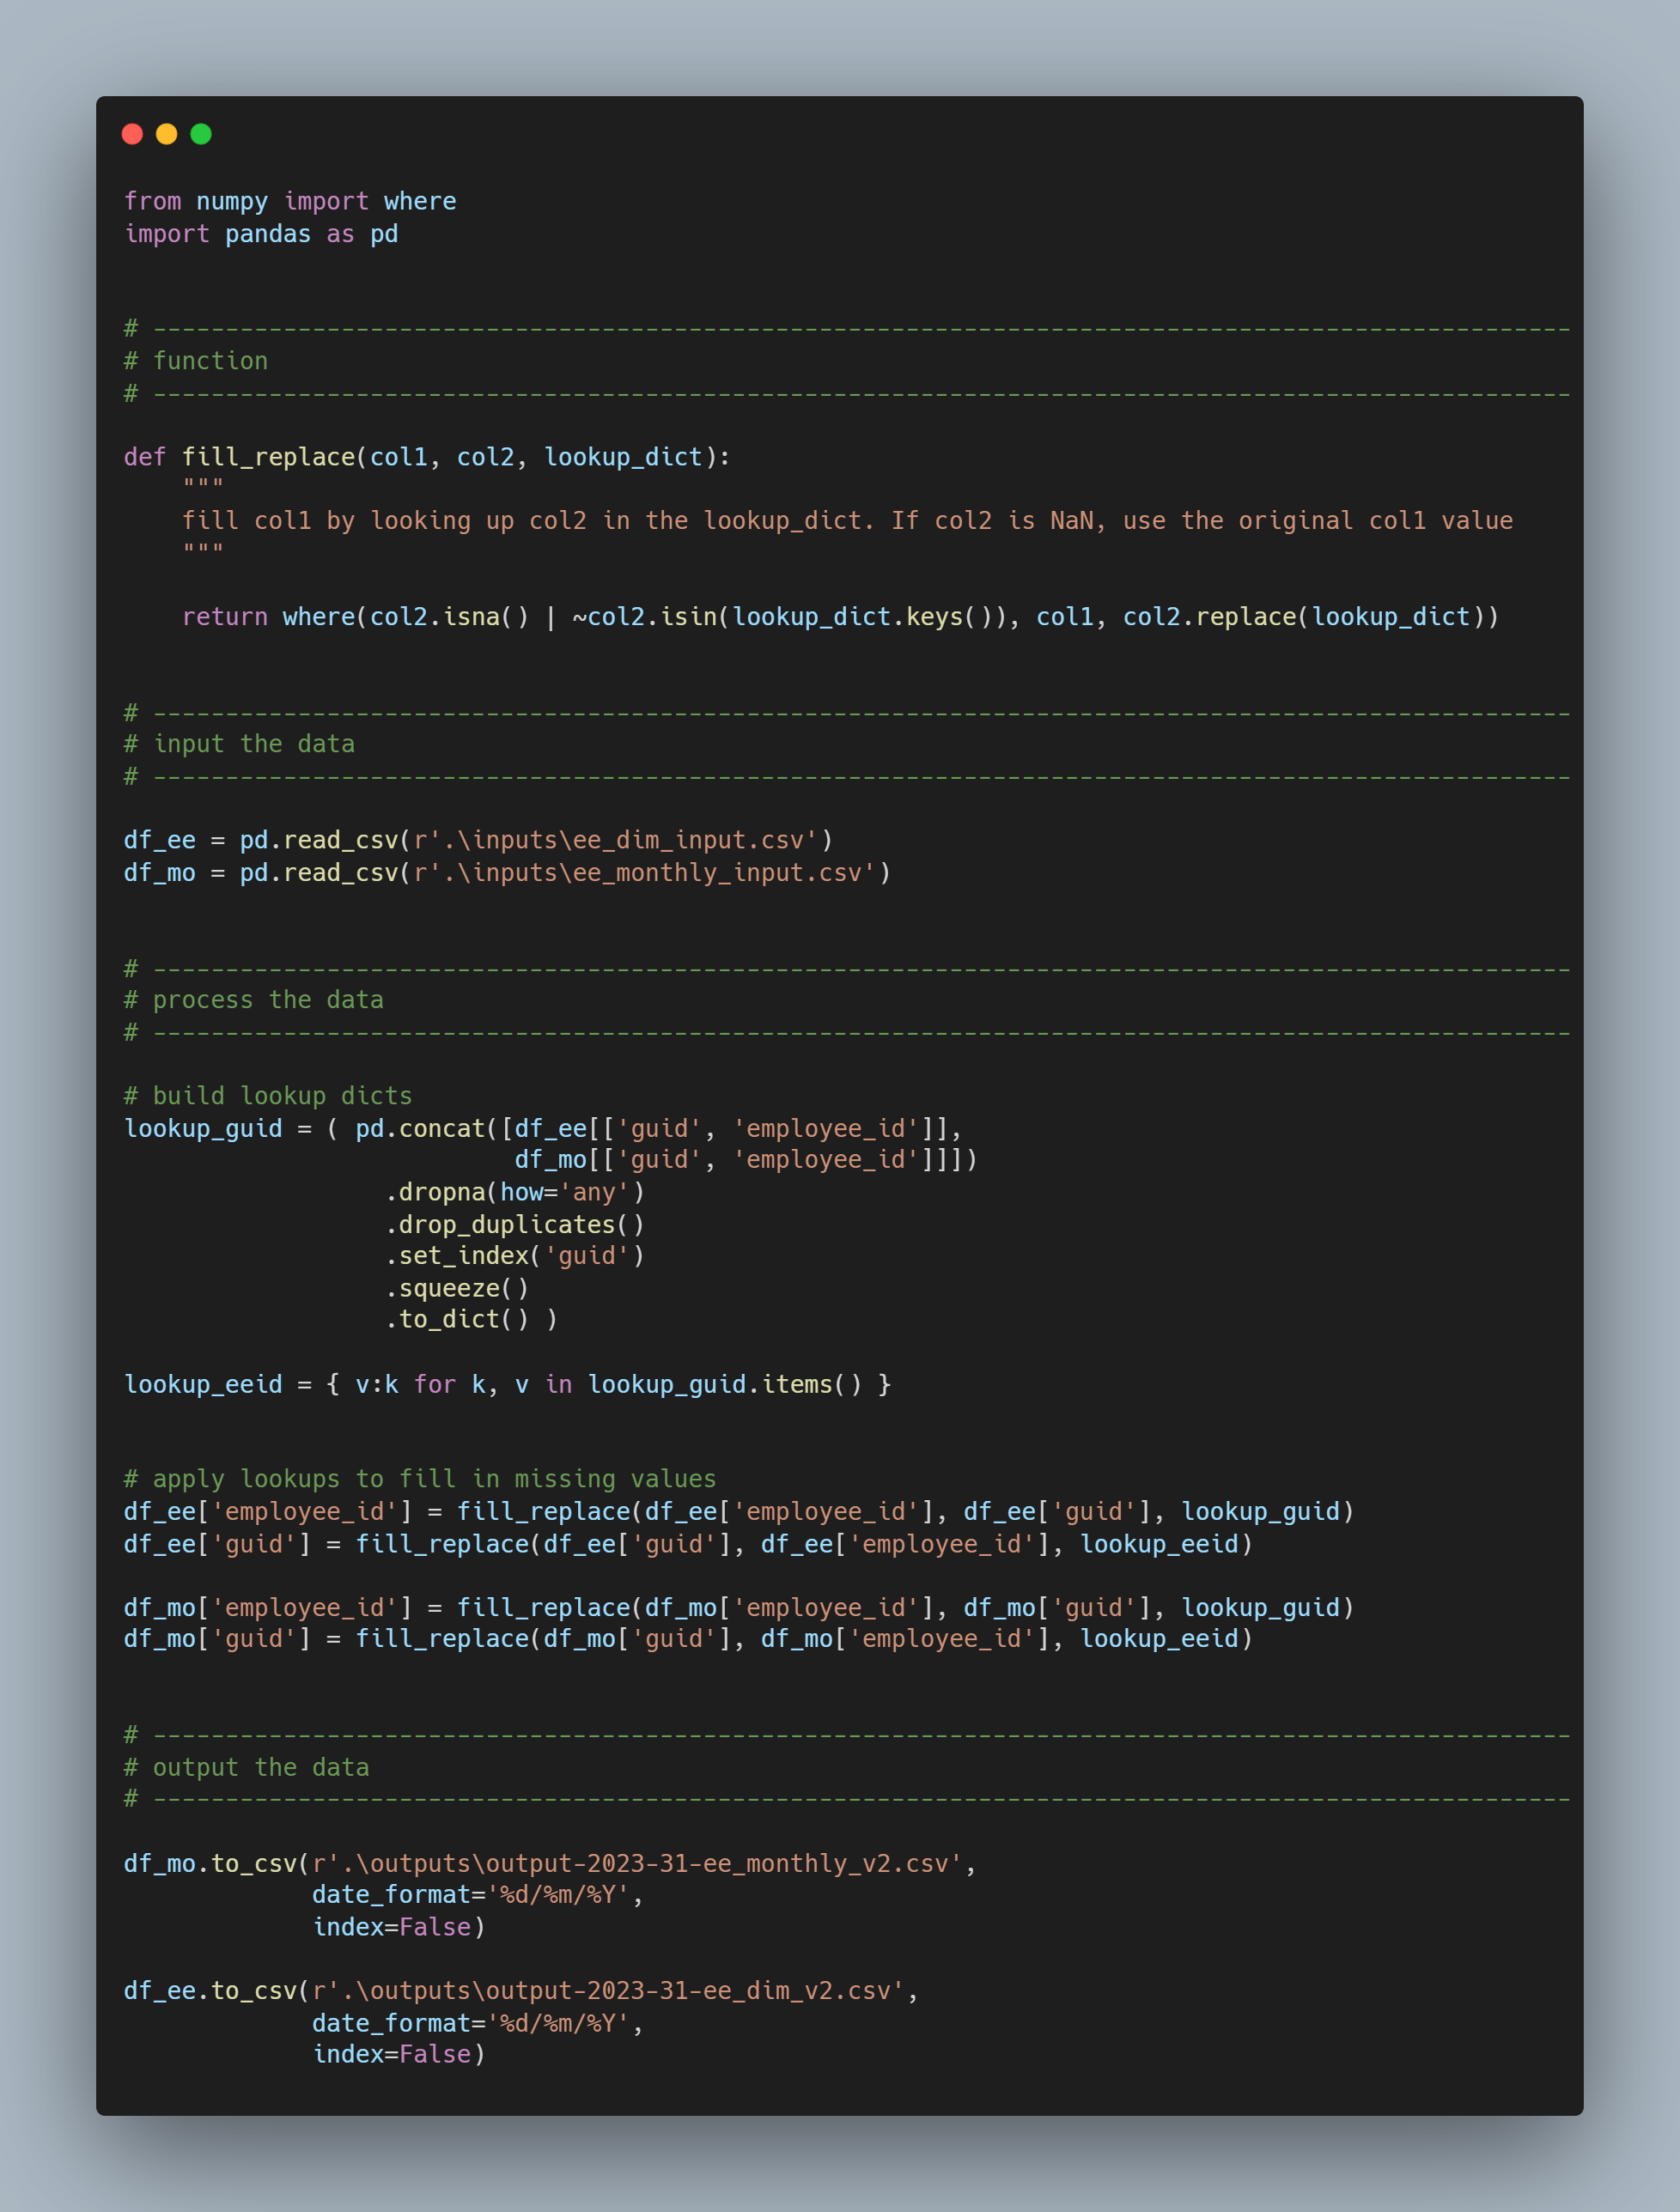 from numpy import where
import pandas as pd
# --------------------------------------------------------------------------------------------------
# function
# --------------------------------------------------------------------------------------------------
def fill_replace(col1, col2, lookup_dict):
    """
    fill col1 by looking up col2 in the lookup_dict. If col2 is NaN, use the original col1 value
    """
    return where(col2.isna() | ~col2.isin(lookup_dict.keys()), col1, col2.replace(lookup_dict))
# --------------------------------------------------------------------------------------------------
# input the data
# --------------------------------------------------------------------------------------------------
df_ee = pd.read_csv(r'.\inputs\ee_dim_input.csv')
df_mo = pd.read_csv(r'.\inputs\ee_monthly_input.csv')
# --------------------------------------------------------------------------------------------------
# process the data
# --------------------------------------------------------------------------------------------------
# build lookup dicts
lookup_guid = ( pd.concat([df_ee[['guid', 'employee_id']],
                           df_mo[['guid', 'employee_id']]])
                  .dropna(how='any')
                  .drop_duplicates()
                  .set_index('guid')
                  .squeeze()
                  .to_dict() )
lookup_eeid = { v:k for k, v in lookup_guid.items() }
# apply lookups to fill in missing values
df_ee['employee_id'] = fill_replace(df_ee['employee_id'], df_ee['guid'], lookup_guid)
df_ee['guid'] = fill_replace(df_ee['guid'], df_ee['employee_id'], lookup_eeid)
df_mo['employee_id'] = fill_replace(df_mo['employee_id'], df_mo['guid'], lookup_guid)
df_mo['guid'] = fill_replace(df_mo['guid'], df_mo['employee_id'], lookup_eeid)
# --------------------------------------------------------------------------------------------------
# output the data
# --------------------------------------------------------------------------------------------------
df_mo.to_csv(r'.\outputs\output-2023-31-ee_monthly_v2.csv',
             date_format='%d/%m/%Y',
             index=False)
df_ee.to_csv(r'.\outputs\output-2023-31-ee_dim_v2.csv',
             date_format='%d/%m/%Y',
             index=False)